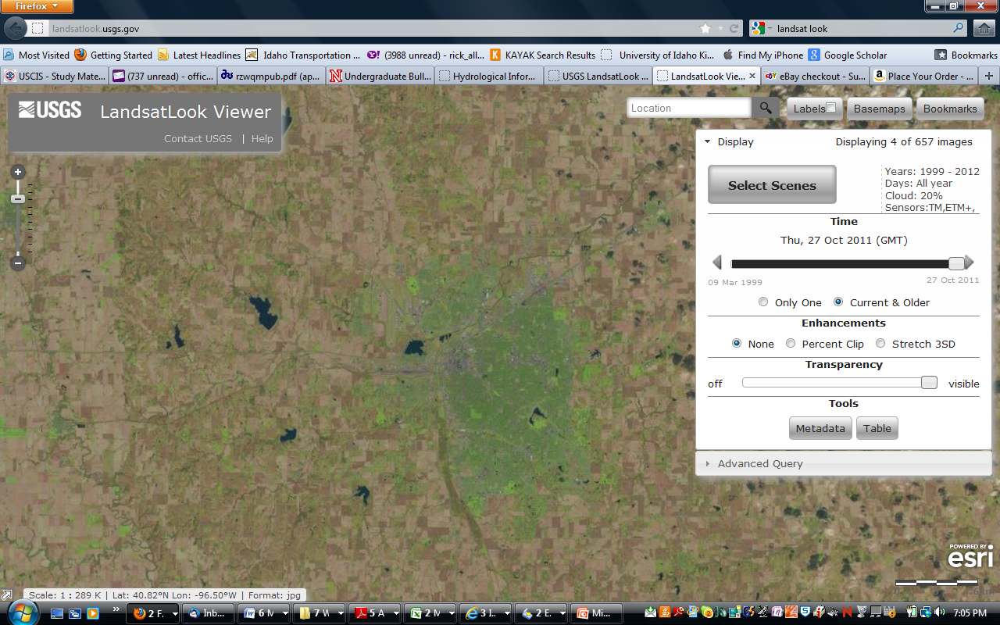 Firefox
landsatlook.usgs.gov
landsat look
Most Visited Getting Started Latest Headlines Idaho Transportation ... (3988 unread) - rick_all... KAYAK Search Results University of Idaho Ki... Find My iPhone Google Scholar Bookmarks
USCIS - Study Mate... (737 unread) - offic... rzwqmpub.pdf (ap... Undergraduate Bull... Hydrological Infor... USGS LandsatLook ... LandsatLook Vie... eBay checkout - Su... Place Your Order - ...
USGS LandsatLook Viewer
Contact USGS | Help
Location
Labels Basemaps Bookmarks
Display Displaying 4 of 657 images
Select Scenes
Years: 1999 - 2012
Days: All year
Cloud: 20%
Sensors:TM,ETM+,
Time
Thu, 27 Oct 2011 (GMT)
09 Mar 1999 27 Oct 2011
Only One Current & Older
Enhancements
None Percent Clip Stretch 3SD
Transparency
off visible
Tools
Metadata Table
Advanced Query
POWERED BY
esri
Scale: 1 : 289 K | Lat: 40.82°N Lon: -96.50°W | Format: jpg
2 F. Inb... 6 M 7 W 5 A 2 M 3 I 2 E. Mi...
7:05 PM